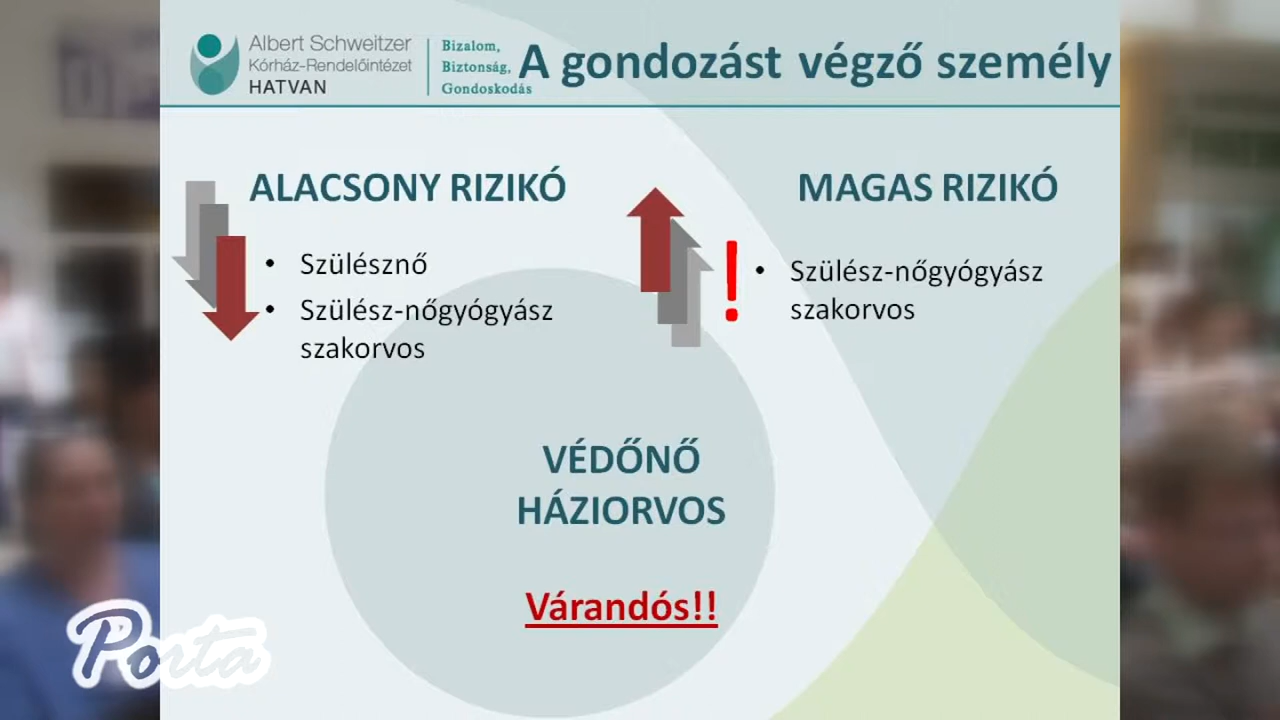 Albert Schweitzer
Kórház-Rendelőintézet
HATVAN
Bizalom,
Biztonság,
Gondoskodás
A gondozást végző személy
ALACSONY RIZIKÓ
• Szülésznő
• Szülész-nőgyógyász
szakorvos
MAGAS RIZIKÓ
! • Szülész-nőgyógyász
szakorvos
VÉDŐNŐ
HÁZIORVOS
Várandós!!
Porta